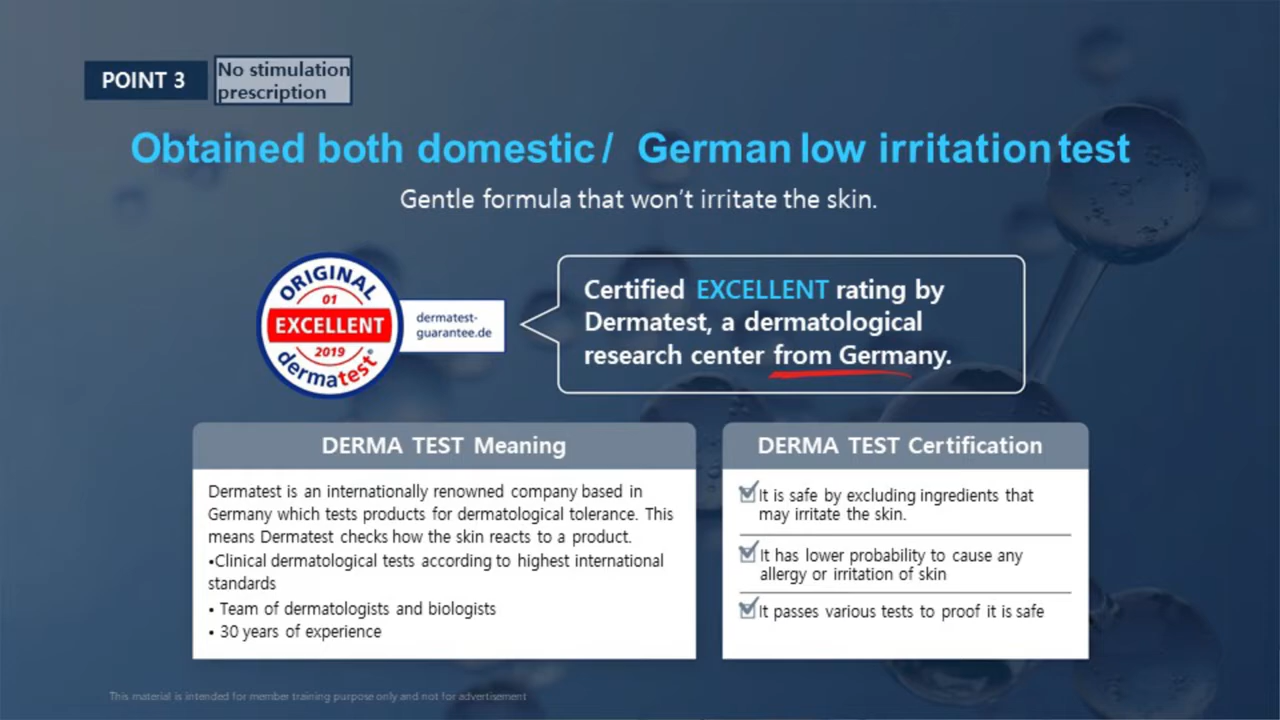 POINT 3
No stimulation
prescription
Obtained both domestic / German low irritation test
Gentle formula that won't irritate the skin.
ORIGINAL
01
EXCELLENT
2019
dermatest®
dermatest-
guarantee.de
Certified EXCELLENT rating by
Dermatest, a dermatological
research center from Germany.
DERMA TEST Meaning
Dermatest is an internationally renowned company based in
Germany which tests products for dermatological tolerance. This
means Dermatest checks how the skin reacts to a product.
•Clinical dermatological tests according to highest international
standards
• Team of dermatologists and biologists
• 30 years of experience
DERMA TEST Certification
It is safe by excluding ingredients that
may irritate the skin.
It has lower probability to cause any
allergy or irritation of skin
It passes various tests to proof it is safe
This material is intended for member training purpose only and not for advertisement